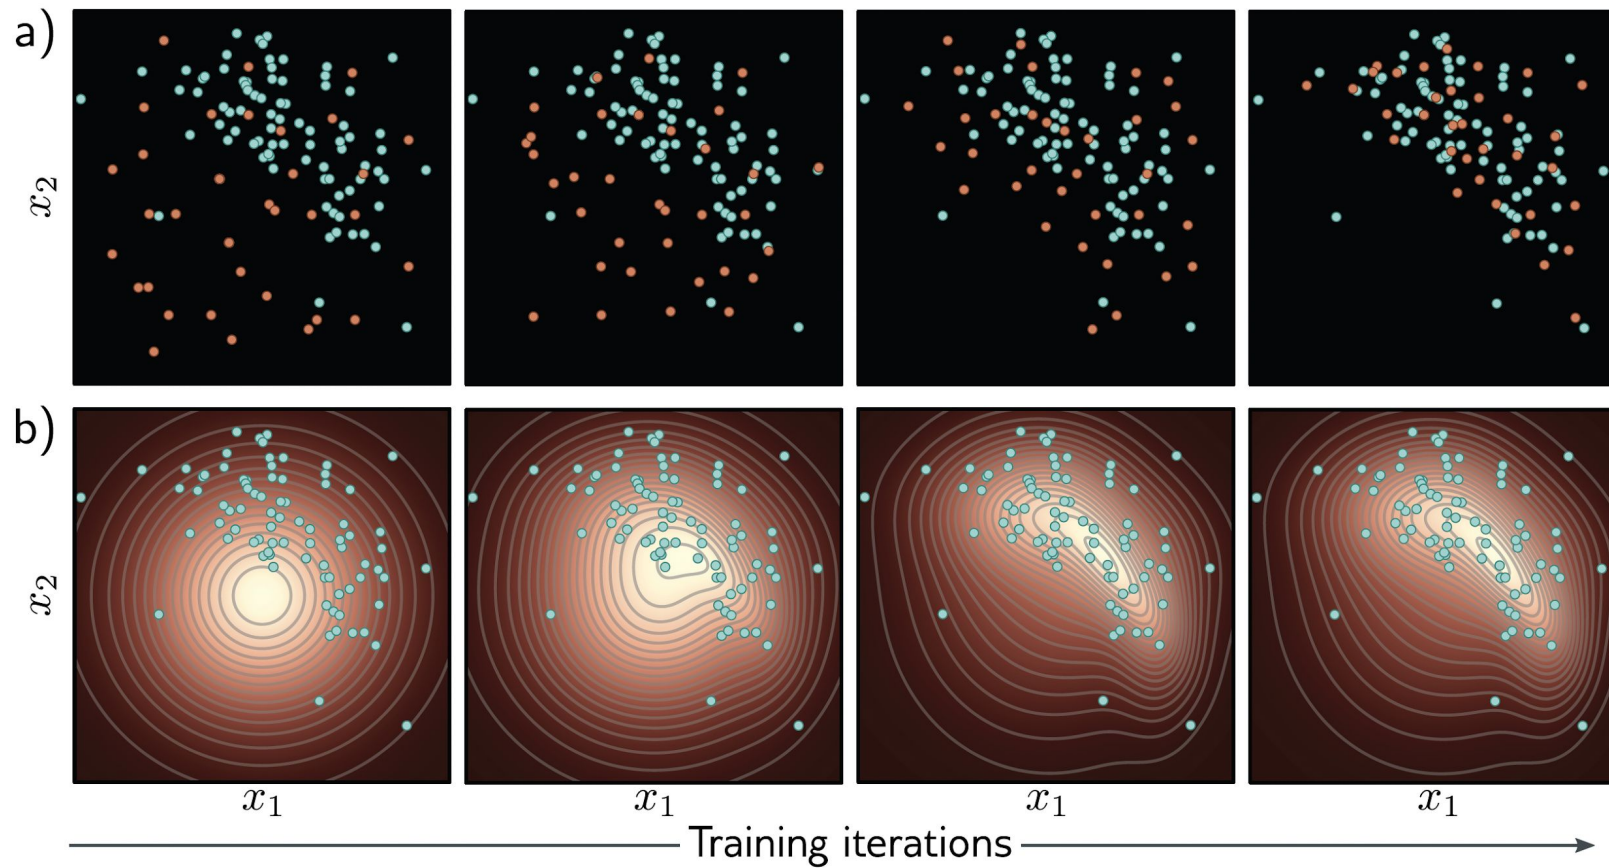 a)
x₂
b)
x₂
x₁ x₁ x₁ x₁
Training iterations